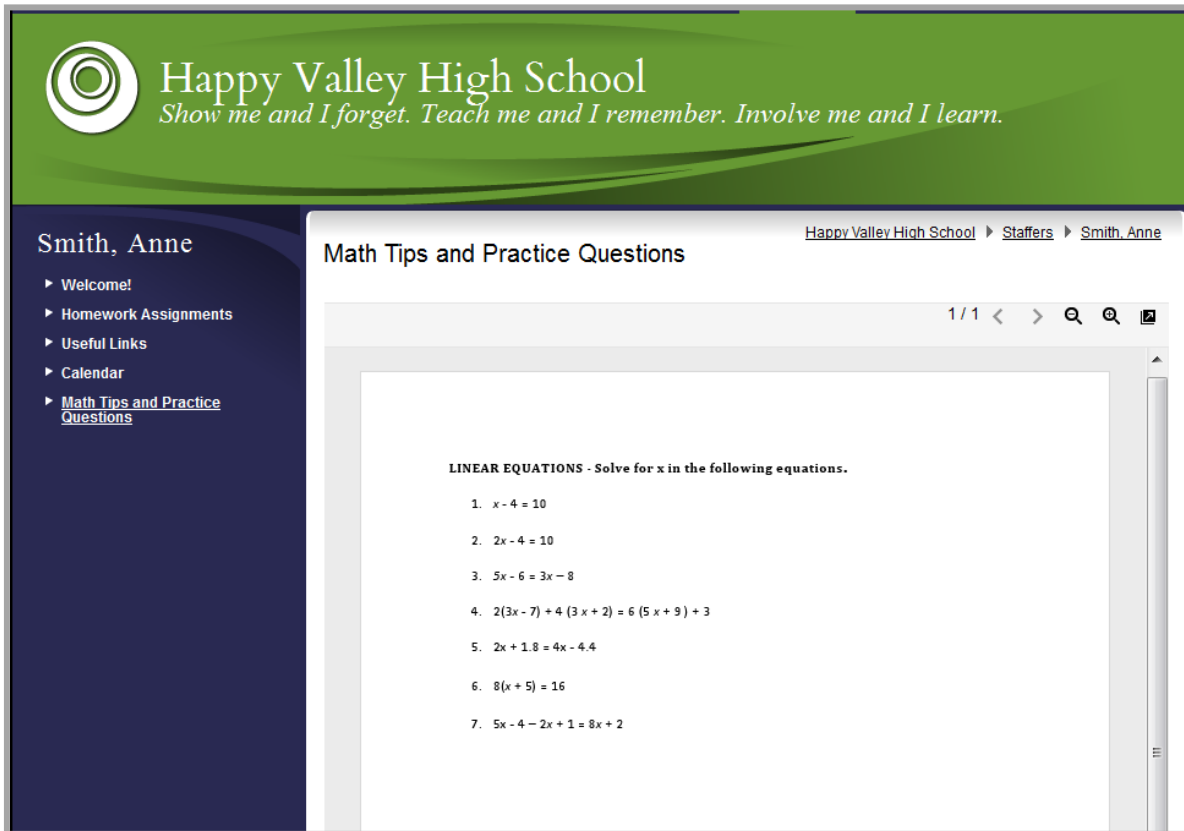 Happy Valley High School
Show me and I forget. Teach me and I remember. Involve me and I learn.
Smith, Anne
Welcome!
Homework Assignments
Useful Links
Calendar
Math Tips and Practice
Questions
Happy Valley High School Staffers Smith, Anne
Math Tips and Practice Questions
1 / 1
LINEAR EQUATIONS - Solve for x in the following equations.
1. x - 4 = 10
2. 2x - 4 = 10
3. 5x - 6 = 3x – 8
4. 2(3x - 7) + 4 (3 x + 2) = 6 (5 x + 9 ) + 3
5. 2x + 1.8 = 4x - 4.4
6. 8(x + 5) = 16
7. 5x - 4 – 2x + 1 = 8x + 2